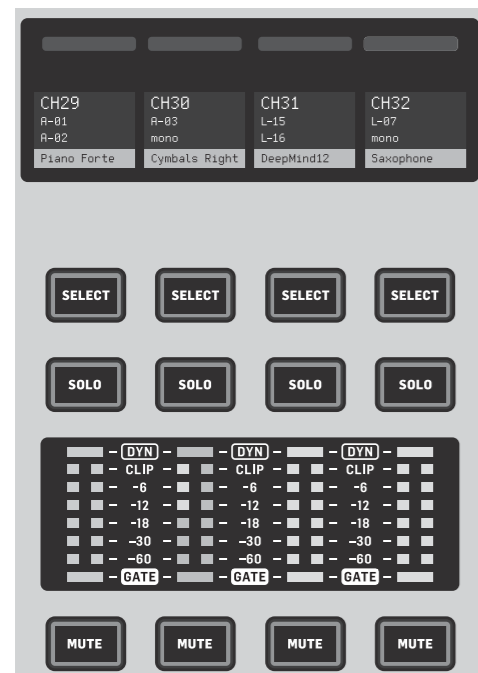 CH29 CH30 CH31 CH32
A-01 A-03 L-15 L-07
A-02 mono L-16 mono
Piano Forte Cymbals Right DeepMind12 Saxophone
SELECT SELECT SELECT SELECT
SOLO SOLO SOLO SOLO
DYN DYN DYN
CLIP CLIP CLIP
-6 -6 -6
-12 -12 -12
-18 -18 -18
-30 -30 -30
-60 -60 -60
GATE GATE GATE
MUTE MUTE MUTE MUTE